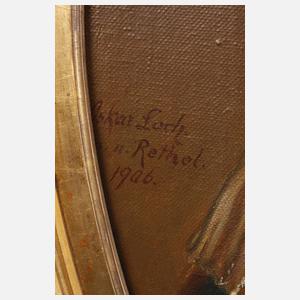 Oskar Loch
n. Rethel.
1906.